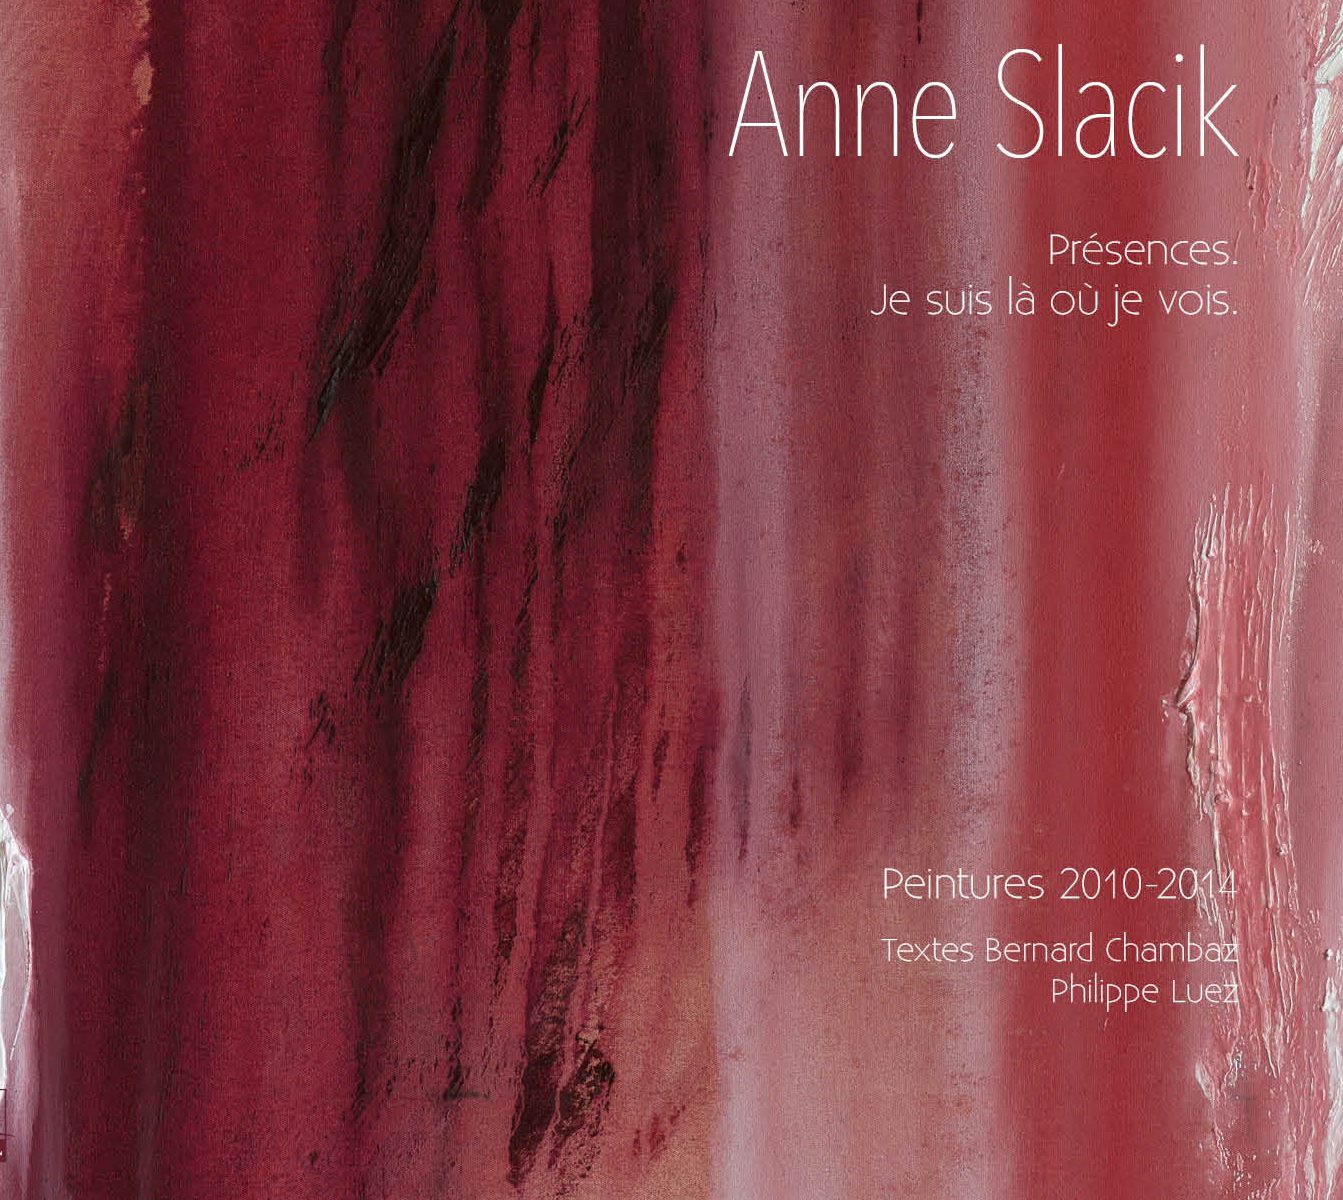 Anne Slacik
Présences.
Je suis là où je vois.
Peintures 2010-2014
Textes Bernard Chambaz
Philippe Luez